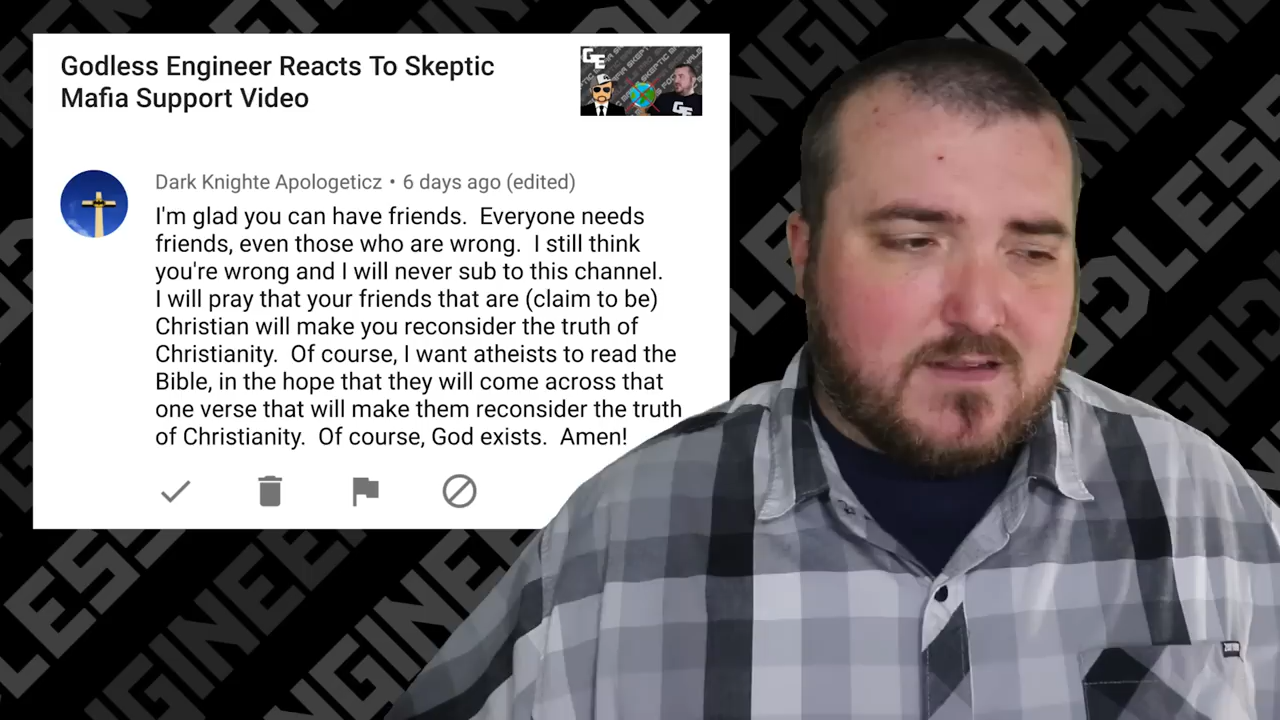 Godless Engineer Reacts To Skeptic
Mafia Support Video
Dark Knighte Apologeticz • 6 days ago (edited)
I'm glad you can have friends.  Everyone needs
friends, even those who are wrong.  I still think
you're wrong and I will never sub to this channel.
I will pray that your friends that are (claim to be)
Christian will make you reconsider the truth of
Christianity.  Of course, I want atheists to read the
Bible, in the hope that they will come across that
one verse that will make them reconsider the truth
of Christianity.  Of course, God exists.  Amen!
GE
GE